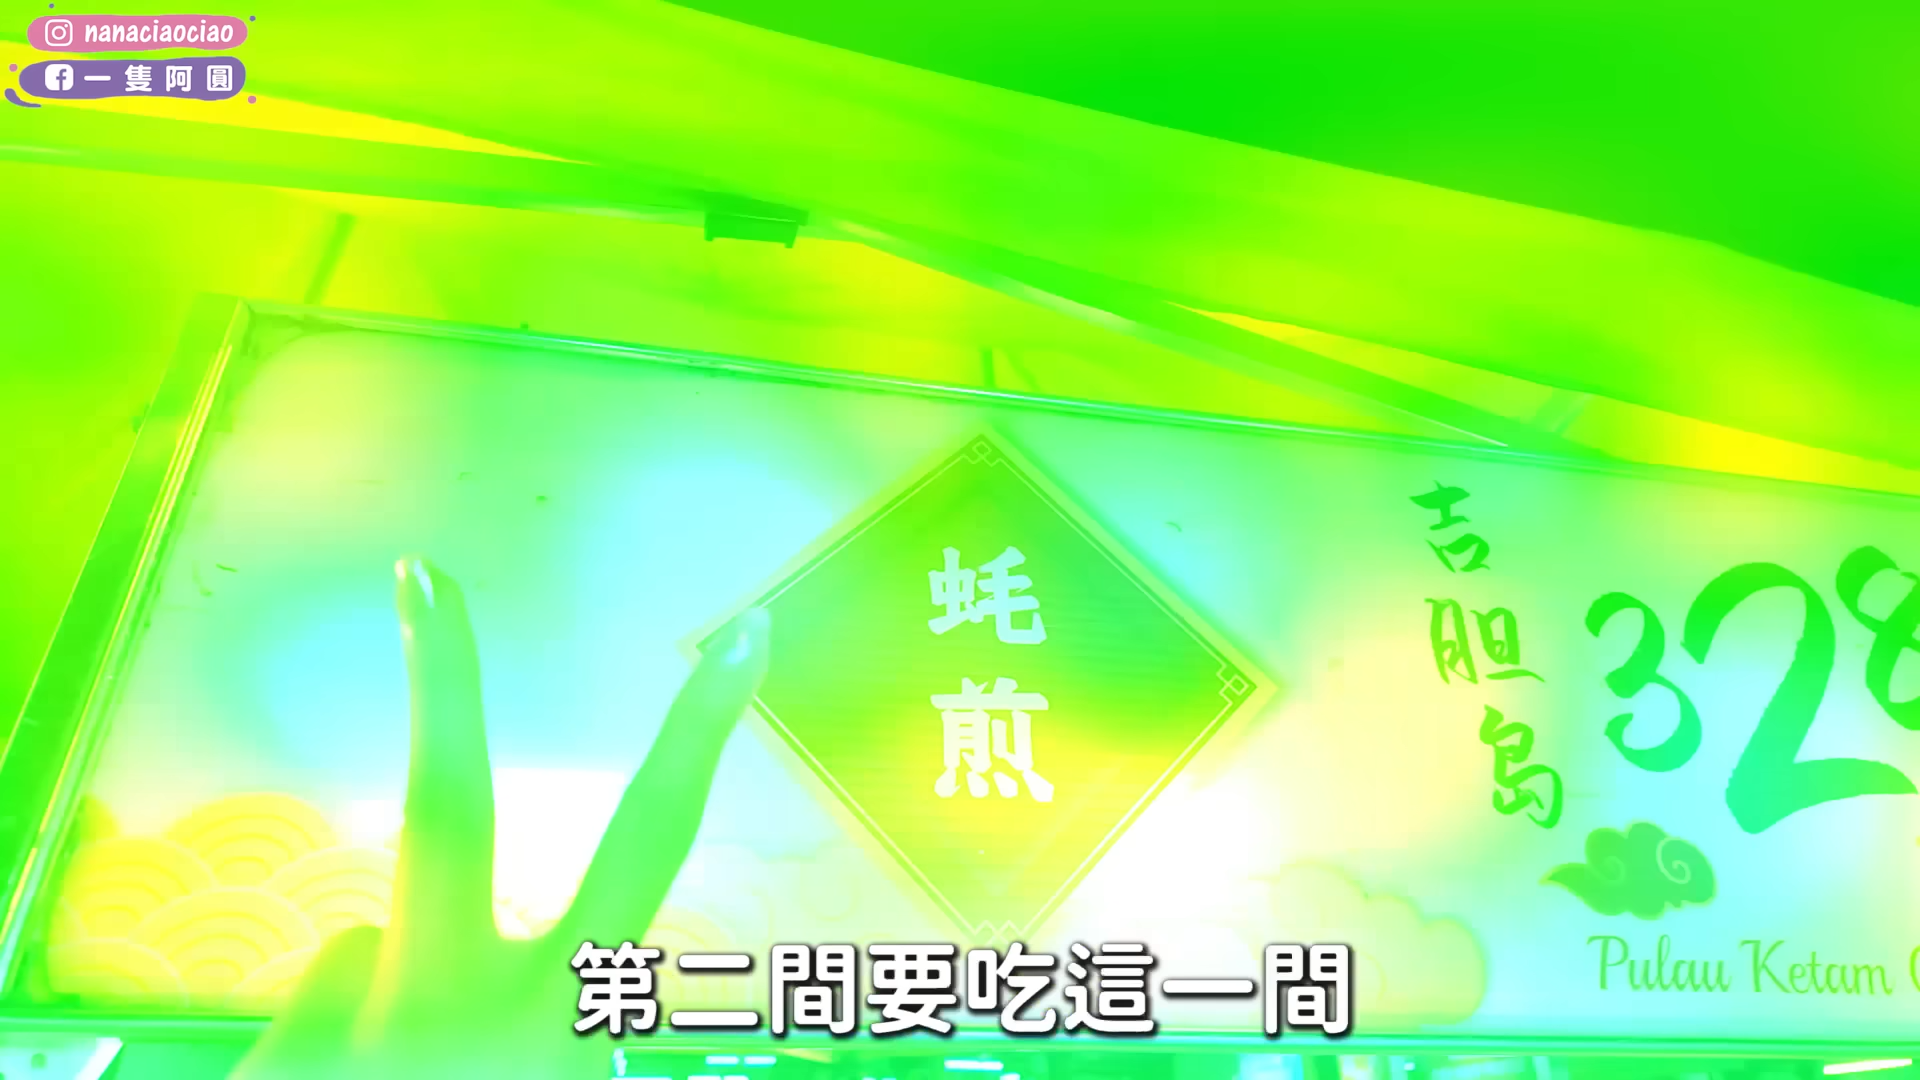 nanaciaociao
一隻阿圓
蚝煎
吉胆岛
328
Pulau Ketam
第二間要吃這一間